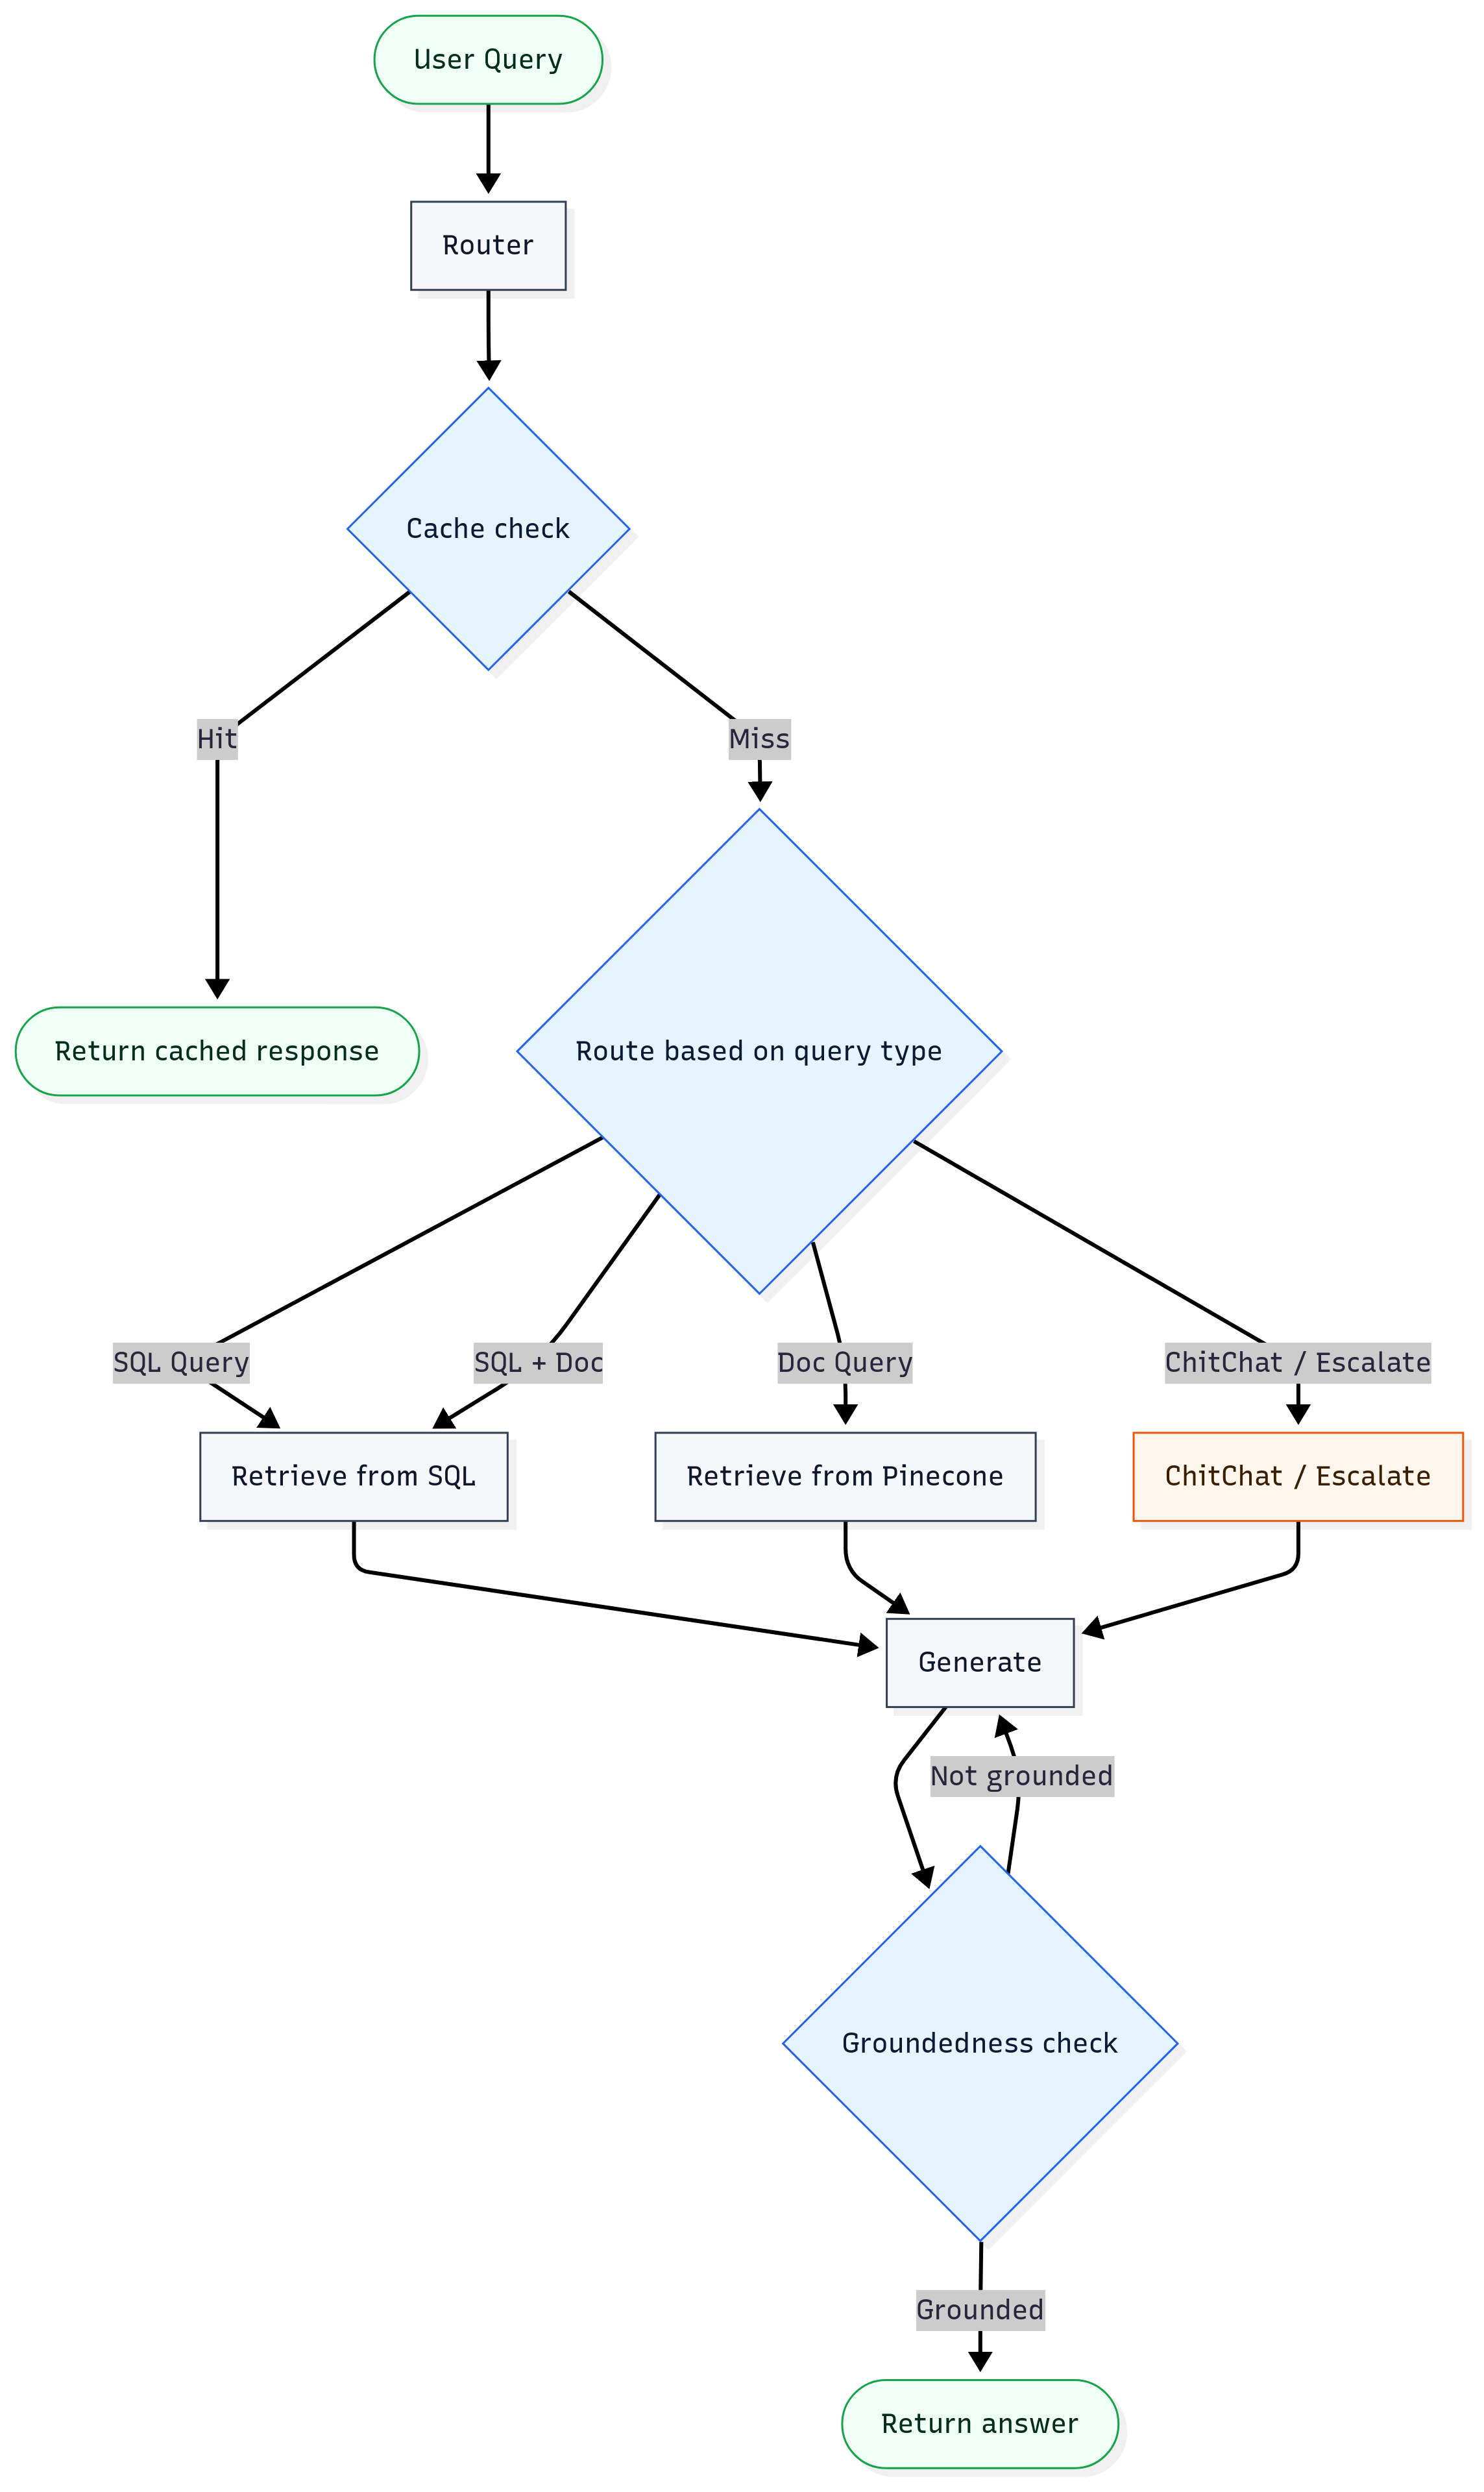 User Query
Router
Cache check
Hit
Miss
Return cached response
Route based on query type
SQL Query
SQL + Doc
Doc Query
ChitChat / Escalate
Retrieve from SQL
Retrieve from Pinecone
ChitChat / Escalate
Generate
Not grounded
Groundedness check
Grounded
Return answer